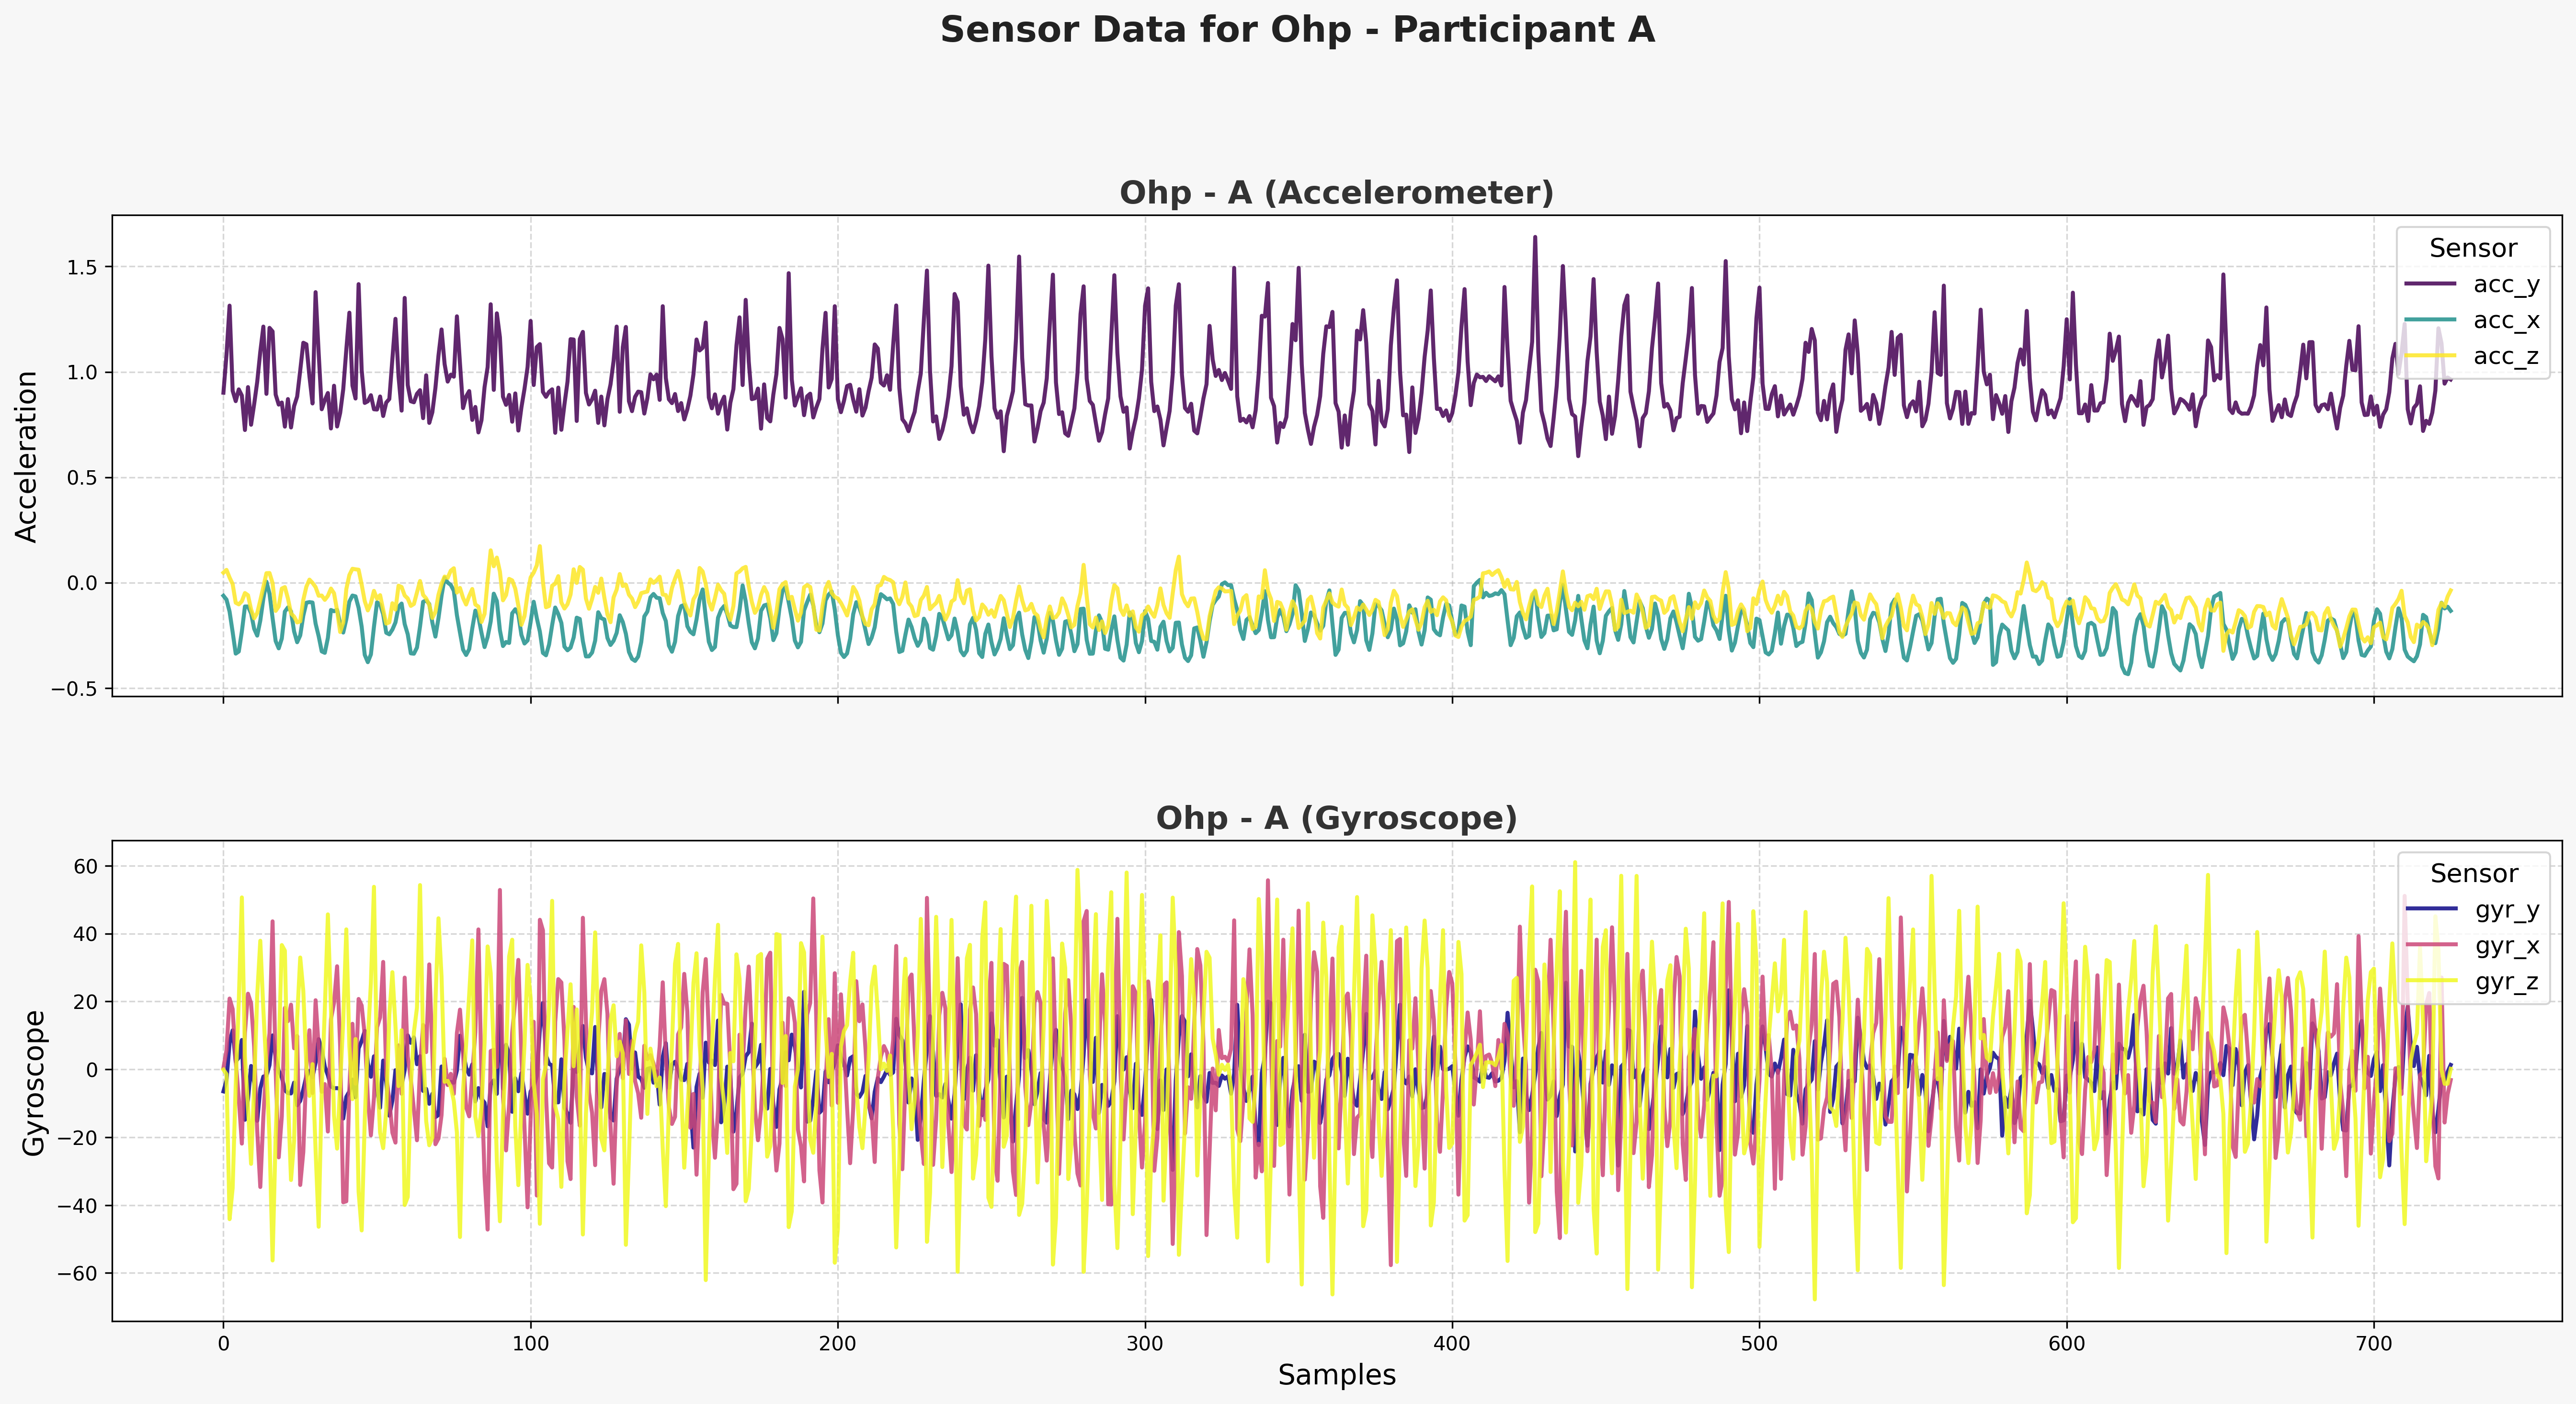 Sensor Data for Ohp - Participant A
Ohp - A (Accelerometer)
Acceleration
1.5
1.0
0.5
0.0
−0.5
Sensor
acc_y
acc_x
acc_z
Ohp - A (Gyroscope)
Gyroscope
60
40
20
0
−20
−40
−60
Sensor
gyr_y
gyr_x
gyr_z
0 100 200 300 400 500 600 700
Samples